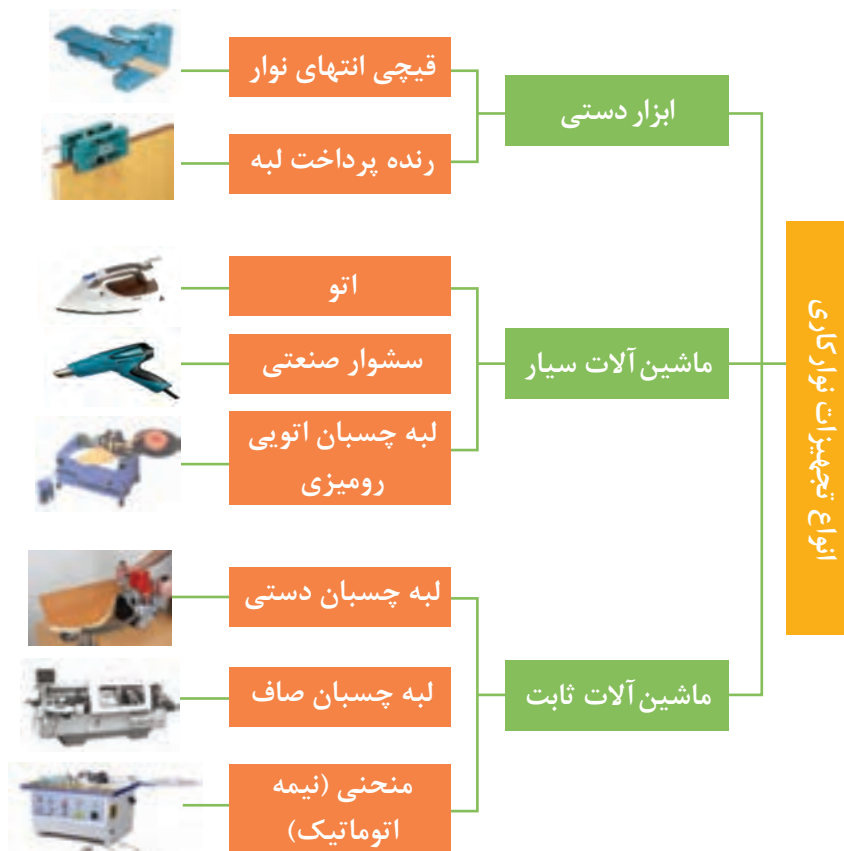 انواع تجهیزات نوارکاری
ابزار دستی
قیچی انتهای نوار
رنده پرداخت لبه
ماشین‌آلات سیار
اتو
سشوار صنعتی
لبه چسبان اتویی
رومیزی
ماشین‌آلات ثابت
لبه چسبان دستی
لبه چسبان صاف
منحنی (نیمه
اتوماتیک)